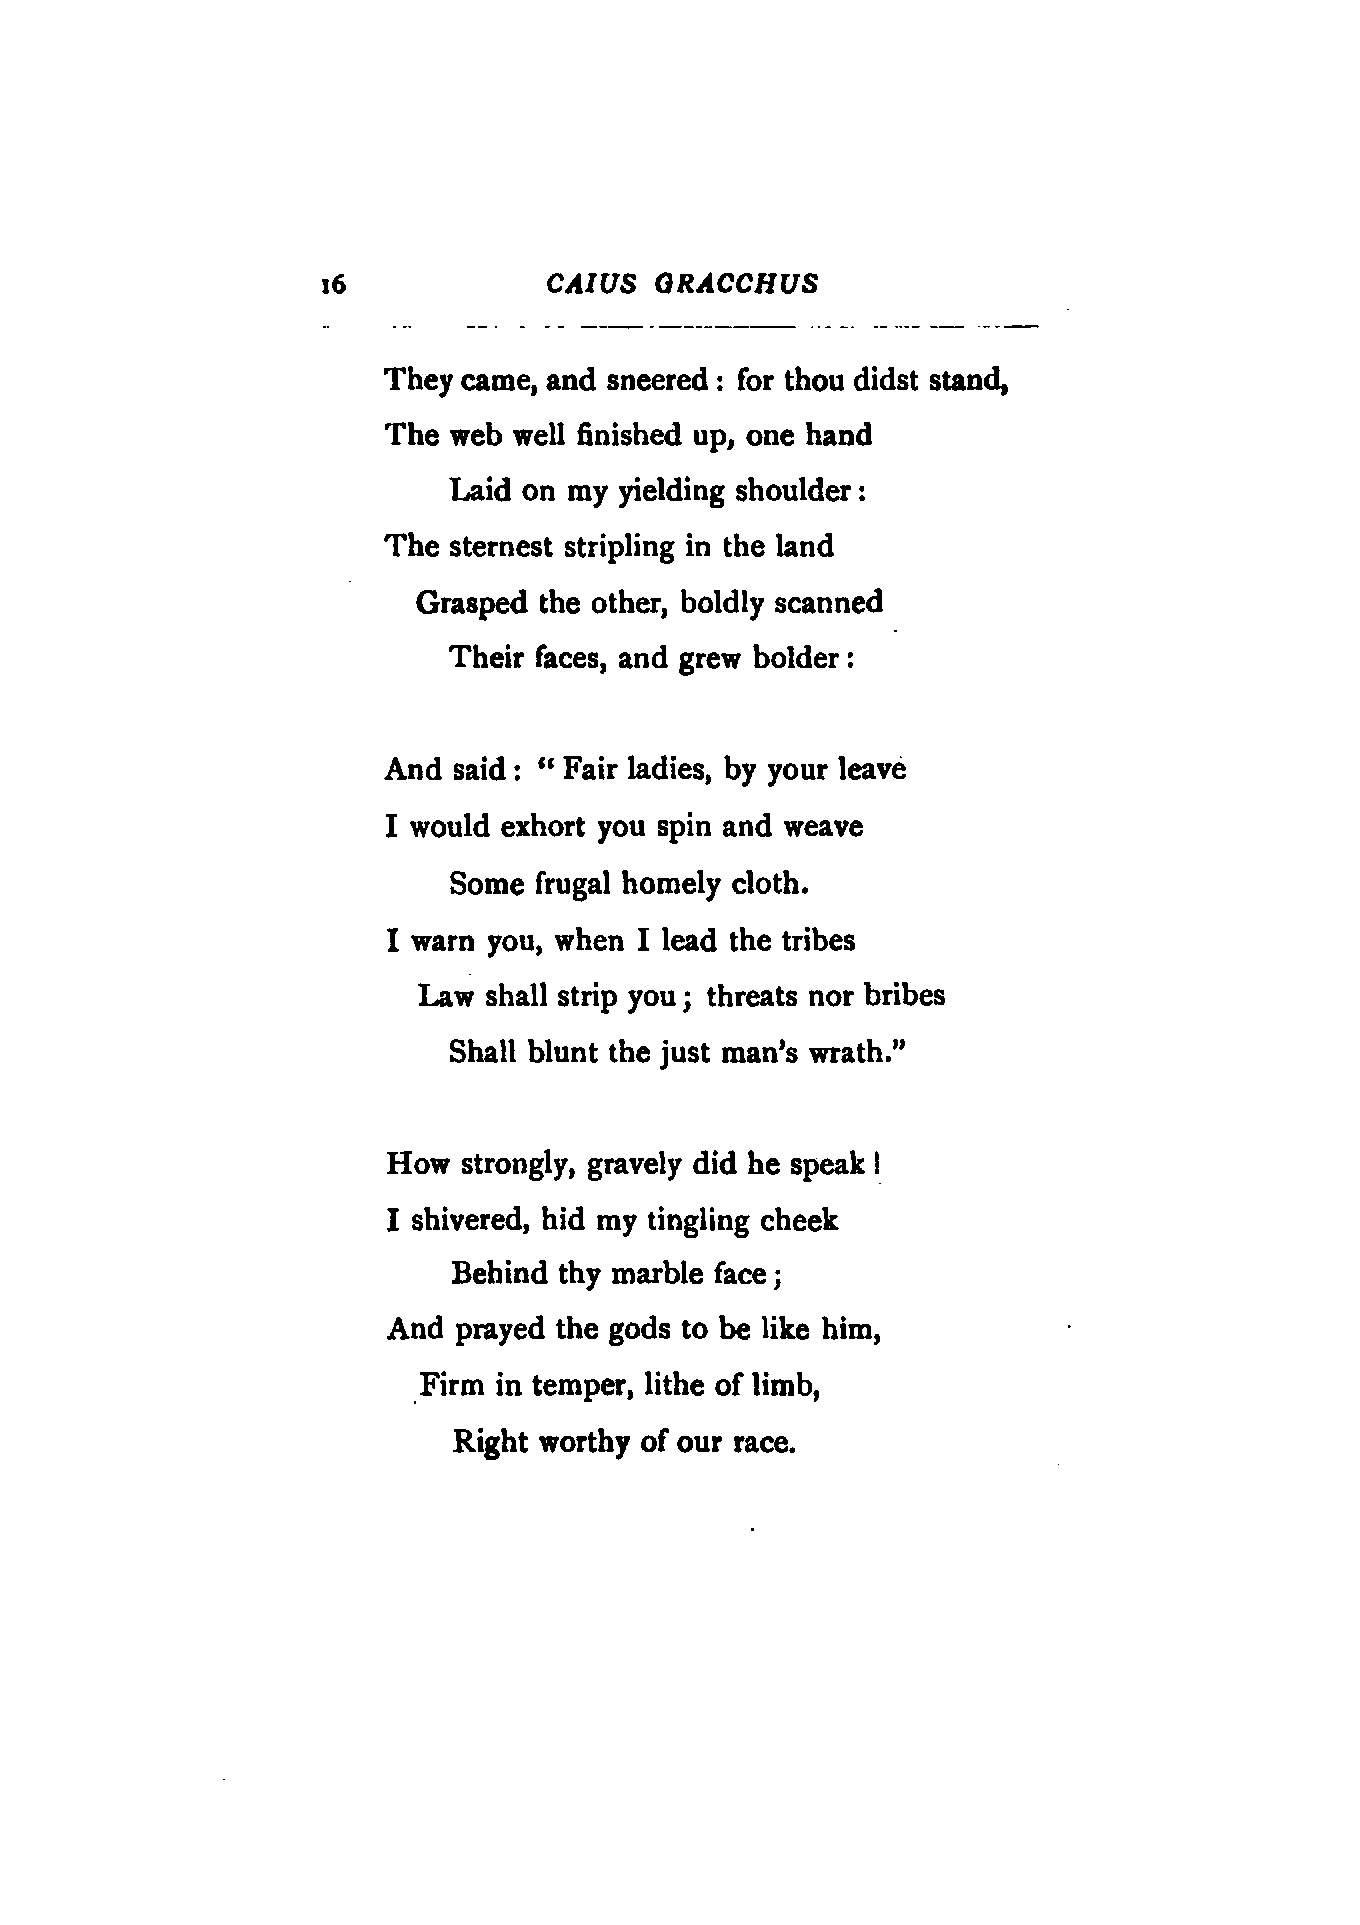 16 CAIUS GRACCHUS
They came, and sneered : for thou didst stand,
The web well finished up, one hand
Laid on my yielding shoulder :
The sternest stripling in the land
Grasped the other, boldly scanned
Their faces, and grew bolder :
And said : “ Fair ladies, by your leave
I would exhort you spin and weave
Some frugal homely cloth.
I warn you, when I lead the tribes
Law shall strip you ; threats nor bribes
Shall blunt the just man's wrath.”
How strongly, gravely did he speak !
I shivered, hid my tingling cheek
Behind thy marble face ;
And prayed the gods to be like him,
Firm in temper, lithe of limb,
Right worthy of our race.